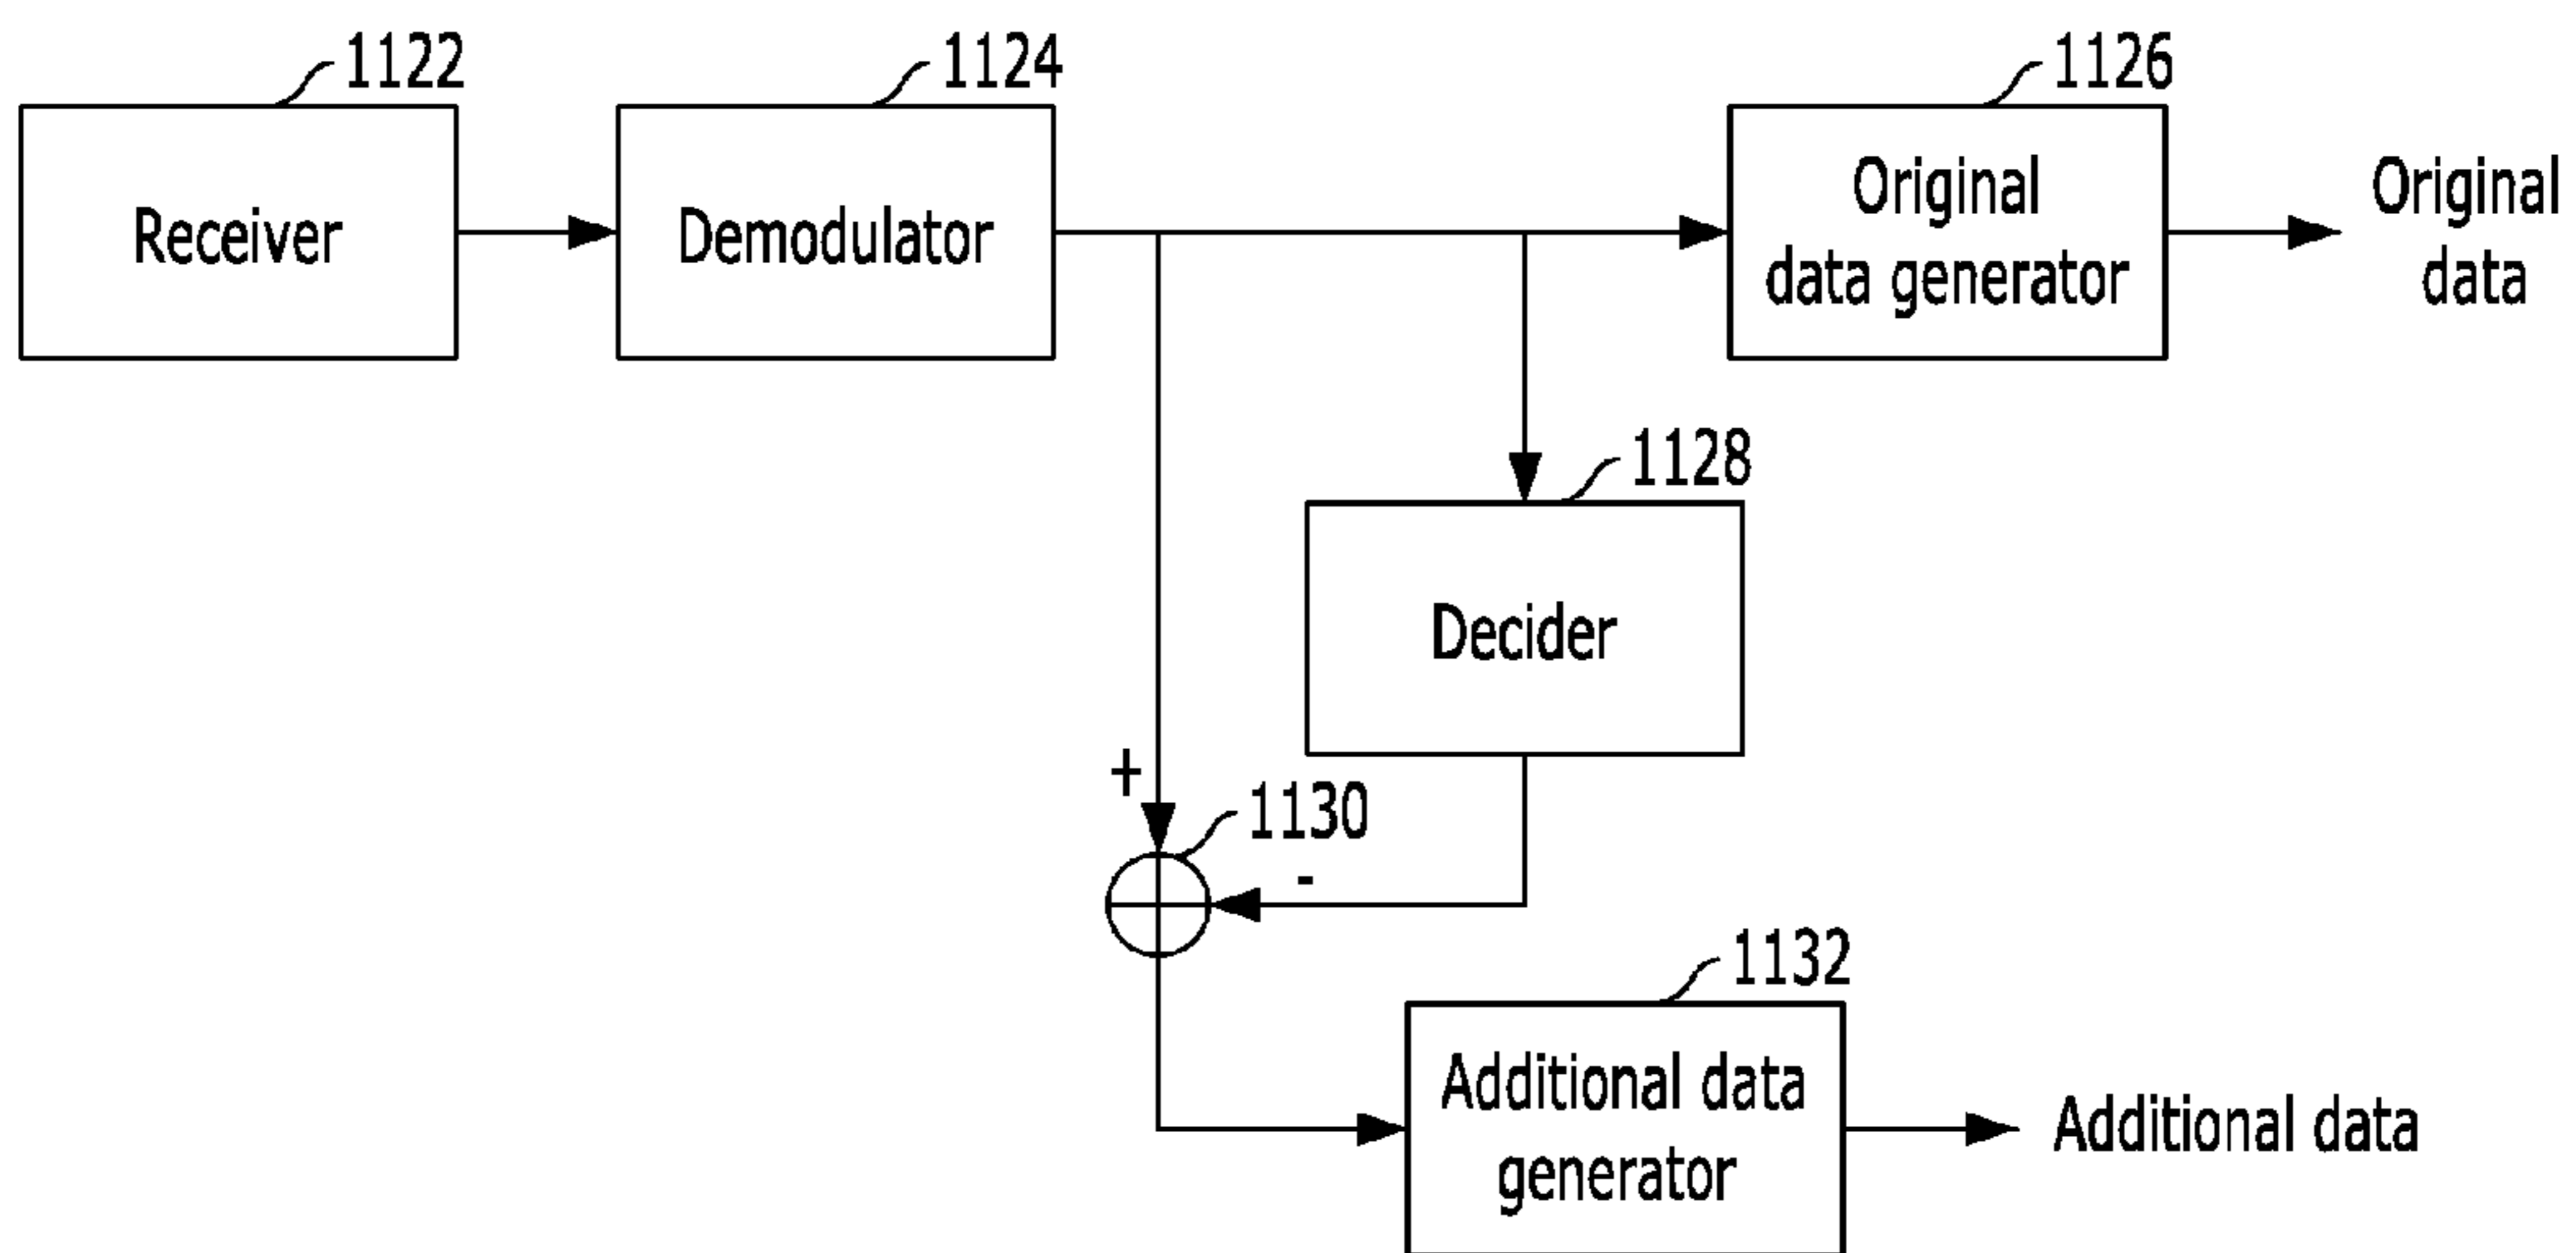 1122
1124
1126
Receiver
Demodulator
Original
data generator
Original
data
1128
Decider
+
1130
-
1132
Additional data
generator
Additional data